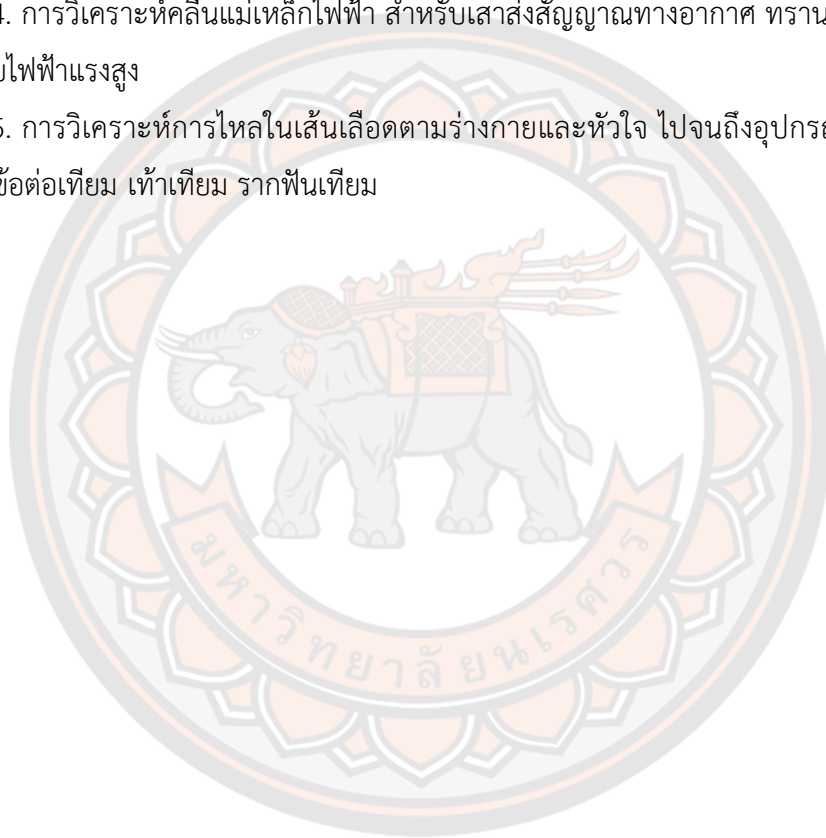 4. การวิเคราะห์คลื่นแม่เหล็กไฟฟ้า สำหรับเสาส่งสัญญาณทางอากาศ ทราน
ไฟฟ้าแรงสูง
5. การวิเคราะห์การไหลในเส้นเลือดตามร่างกายและหัวใจ ไปจนถึงอุปกรณ
ข้อต่อเทียม เท้าเทียม รากฟันเทียม
มหาวิทยาลัยนเรศวร